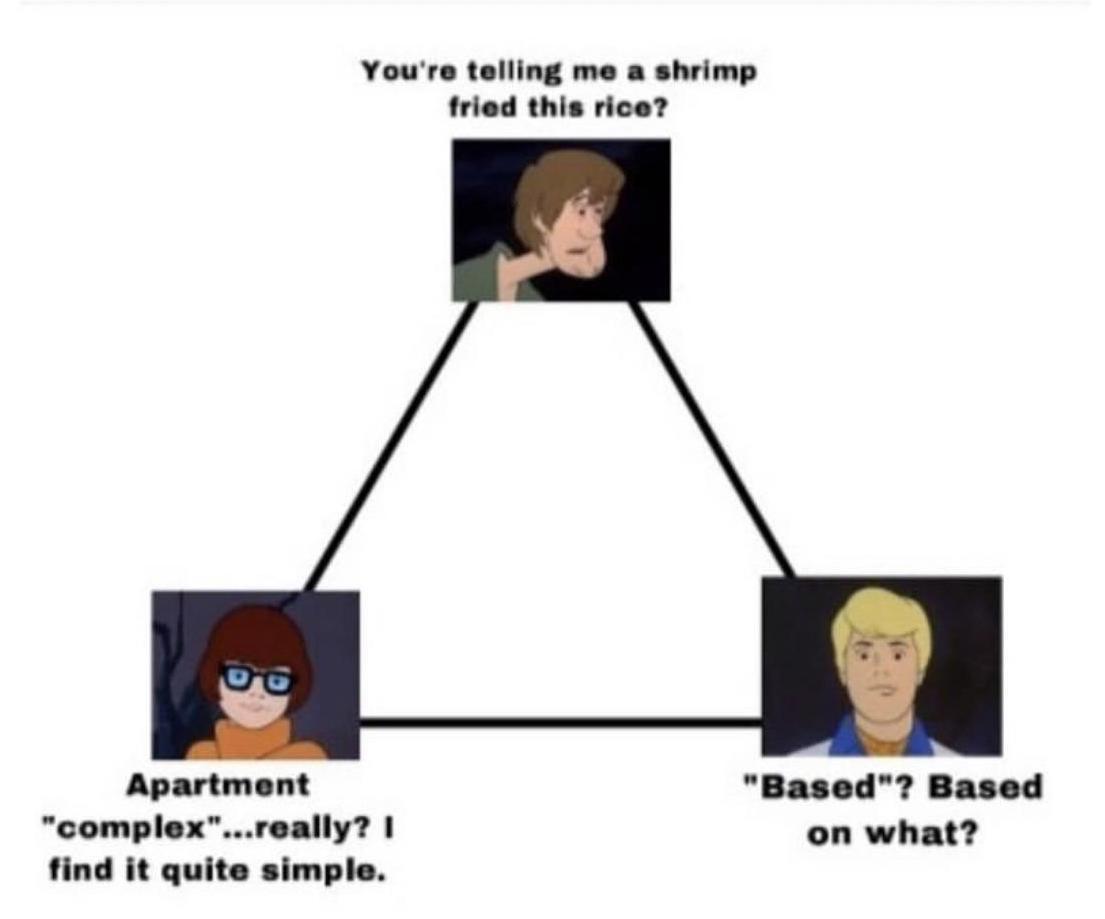 You're telling me a shrimp
fried this rice?
Apartment
"complex"...really? I
find it quite simple.
"Based"? Based
on what?